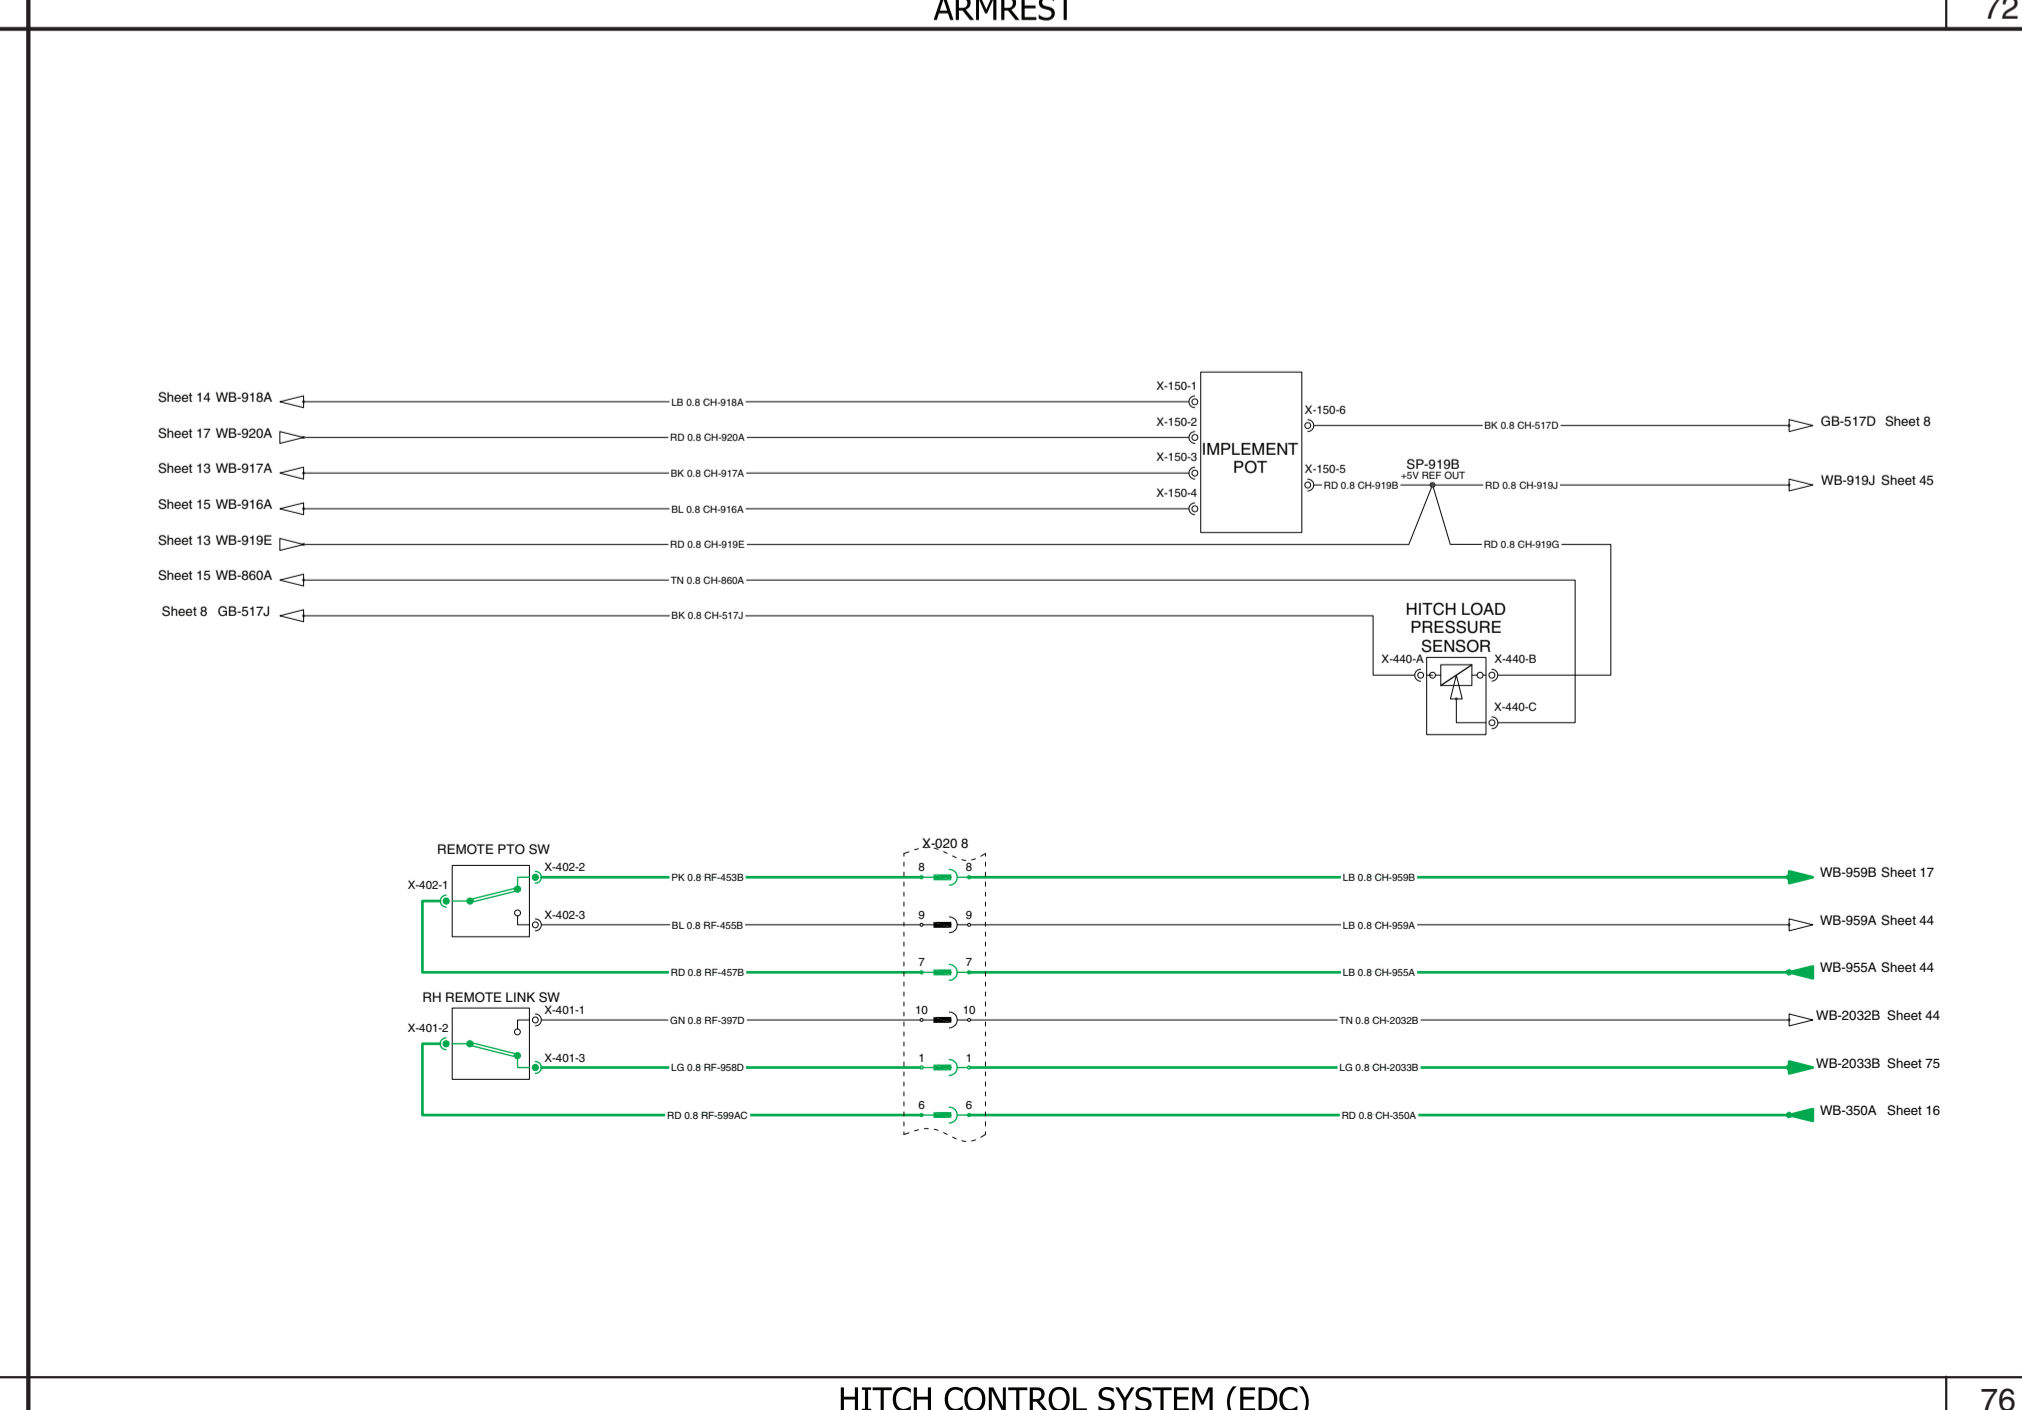 ARMREST 72
Sheet 14 WB-918A
LB 0.8 CH-918A
X-150-1
Sheet 17 WB-920A
RD 0.8 CH-920A
X-150-2
Sheet 13 WB-917A
BK 0.8 CH-917A
X-150-3
Sheet 15 WB-916A
BL 0.8 CH-916A
X-150-4
IMPLEMENT
POT
X-150-6
BK 0.8 CH-517D
GB-517D Sheet 8
X-150-5
RD 0.8 CH-919B
SP-919B
+5V REF OUT
RD 0.8 CH-919J
WB-919J Sheet 45
Sheet 13 WB-919E
RD 0.8 CH-919E
RD 0.8 CH-919G
Sheet 15 WB-860A
TN 0.8 CH-860A
Sheet 8 GB-517J
BK 0.8 CH-517J
HITCH LOAD
PRESSURE
SENSOR
X-440-A
X-440-B
X-440-C
REMOTE PTO SW
X-020 8
X-402-1
X-402-2
PK 0.8 RF-453B
8 8
LB 0.8 CH-959B
WB-959B Sheet 17
X-402-3
BL 0.8 RF-455B
9 9
LB 0.8 CH-959A
WB-959A Sheet 44
RD 0.8 RF-457B
7 7
LB 0.8 CH-955A
WB-955A Sheet 44
RH REMOTE LINK SW
X-401-2
X-401-1
GN 0.8 RF-397D
10 10
TN 0.8 CH-2032B
WB-2032B Sheet 44
X-401-3
LG 0.8 RF-958D
1 1
LG 0.8 CH-2033B
WB-2033B Sheet 75
RD 0.8 RF-599AC
6 6
RD 0.8 CH-350A
WB-350A Sheet 16
HITCH CONTROL SYSTEM (EDC) 76